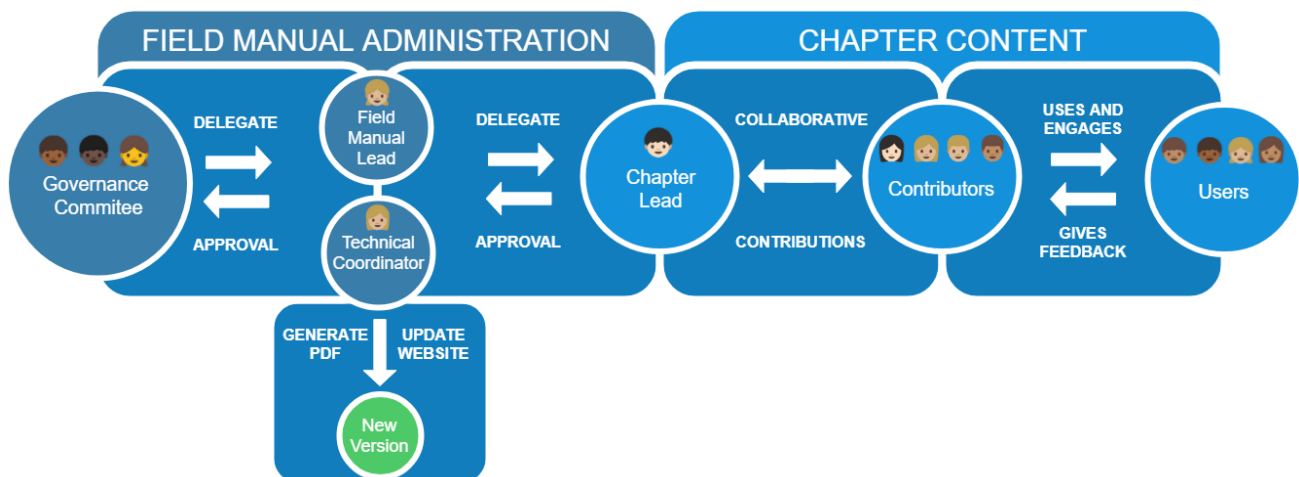 FIELD MANUAL ADMINISTRATION
CHAPTER CONTENT
Governance
Commitee
DELEGATE
APPROVAL
Field
Manual
Lead
Technical
Coordinator
DELEGATE
APPROVAL
Chapter
Lead
COLLABORATIVE
CONTRIBUTIONS
Contributors
USES AND
ENGAGES
GIVES
FEEDBACK
Users
GENERATE
PDF
UPDATE
WEBSITE
New
Version